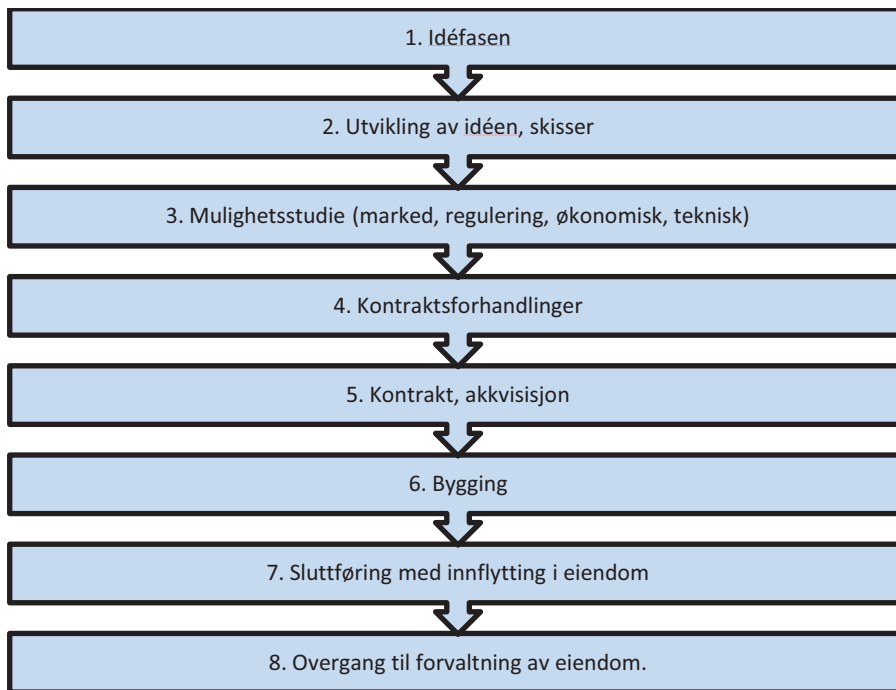 1. Idéfasen
2. Utvikling av idéen, skisser
3. Mulighetsstudie (marked, regulering, økonomisk, teknisk)
4. Kontraktsforhandlinger
5. Kontrakt, akkvisisjon
6. Bygging
7. Sluttføring med innflytting i eiendom
8. Overgang til forvaltning av eiendom.